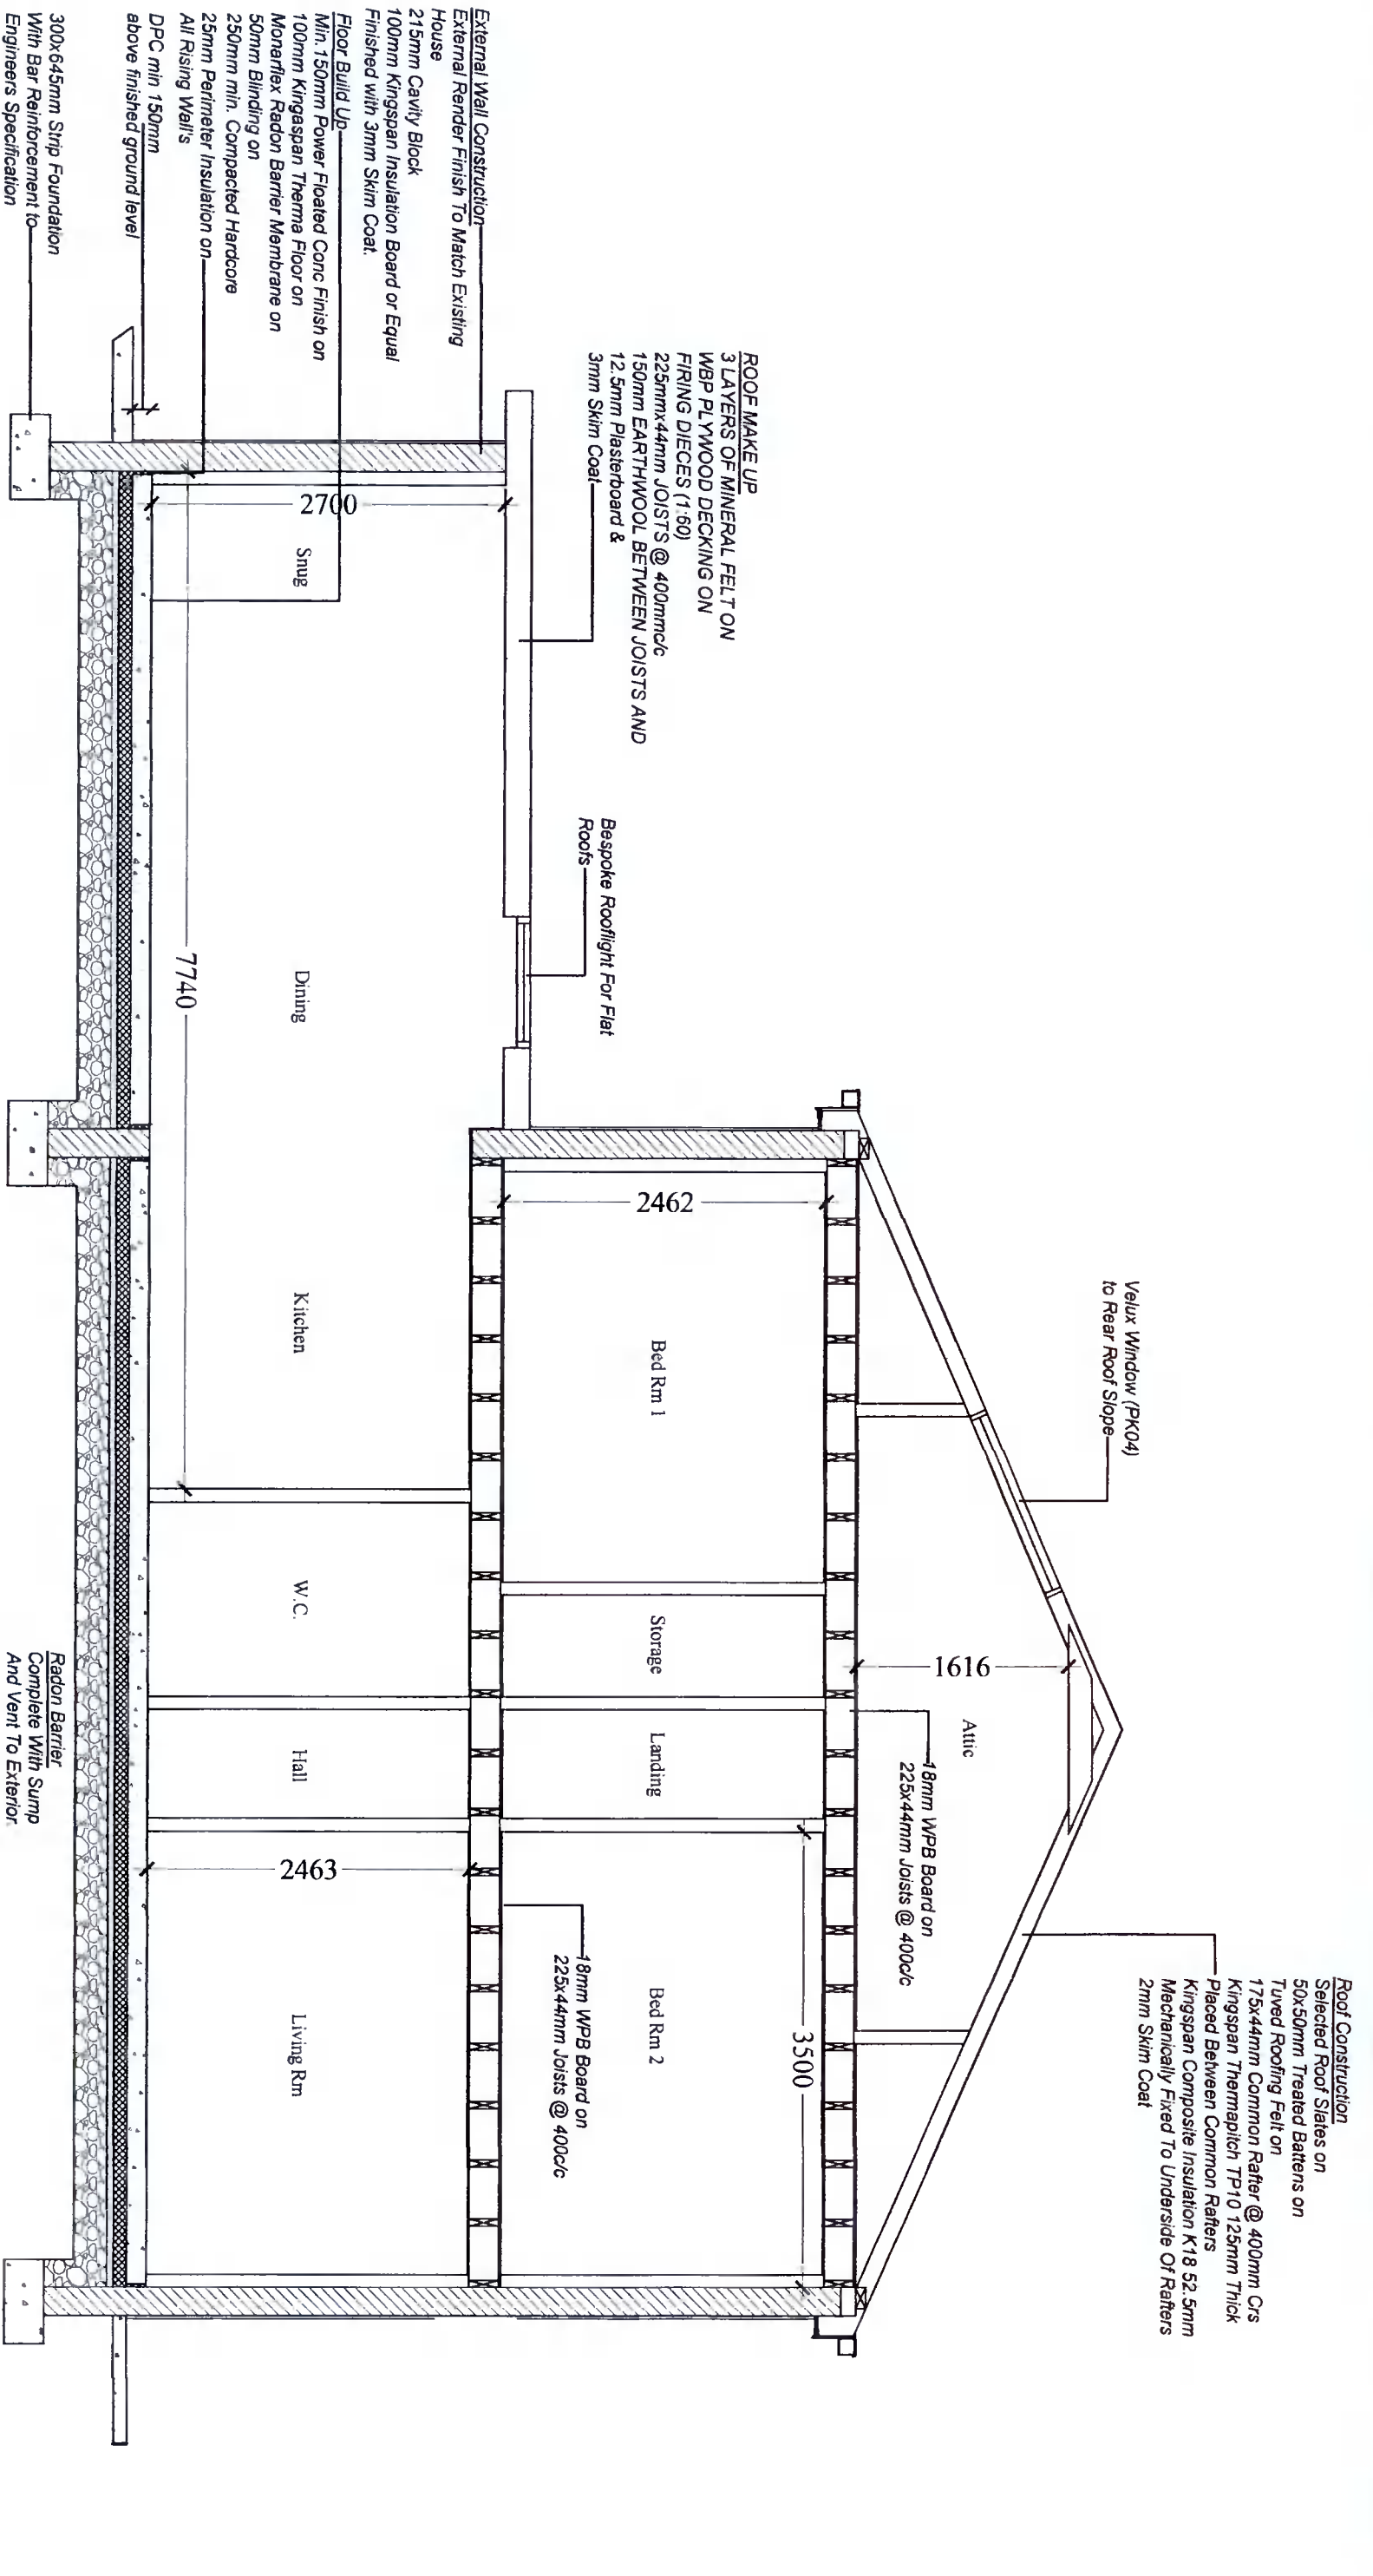 Roof Construction
Selected Roof Slates on
50x50mm Treated Battens on
Tuved Roofing Felt on
175x44mm Common Rafter @ 400mm Crs
Kingspan Thermapitch TP10 125mm Thick
Placed Between Common Rafters
Kingspan Composite Insulation K18 52.5mm
Mechanically Fixed To Underside Of Rafters
2mm Skim Coat
Velux Window (PK04)
to Rear Roof Slope
1616
Attic
18mm WPB Board on
225x44mm Joists @ 400c/c
ROOF MAKE UP
3 LAYERS OF MINERAL FELT ON
WBP PLYWOOD DECKING ON
FIRING DIECES (1:60)
225mmx44mm JOISTS @ 400mmc/c
150mm EARTHWOOL BETWEEN JOISTS AND
12.5mm Plasterboard &
3mm Skim Coat
Bespoke Rooflight For Flat
Roofs
2462
Bed Rm 1
Storage
Landing
3500
Bed Rm 2
18mm WPB Board on
225x44mm Joists @ 400c/c
External Wall Construction
External Render Finish To Match Existing
House
215mm Cavity Block
100mm Kingspan Insulation Board or Equal
Finished with 3mm Skim Coat.
Floor Build Up
Min.150mm Power Floated Conc Finish on
100mm Kingaspan Therma Floor on
Monarflex Radon Barrier Membrane on
50mm Blinding on
250mm min. Compacted Hardcore
25mm Perimeter Insulation on
All Rising Wall's
DPC min 150mm
above finished ground level
300x645mm Strip Foundation
With Bar Reinforcement to
Engineers Specification
2700
Snug
Dining
7740
Kitchen
W.C.
Hall
2463
Living Rm
Radon Barrier
Complete With Sump
And Vent To Exterior.